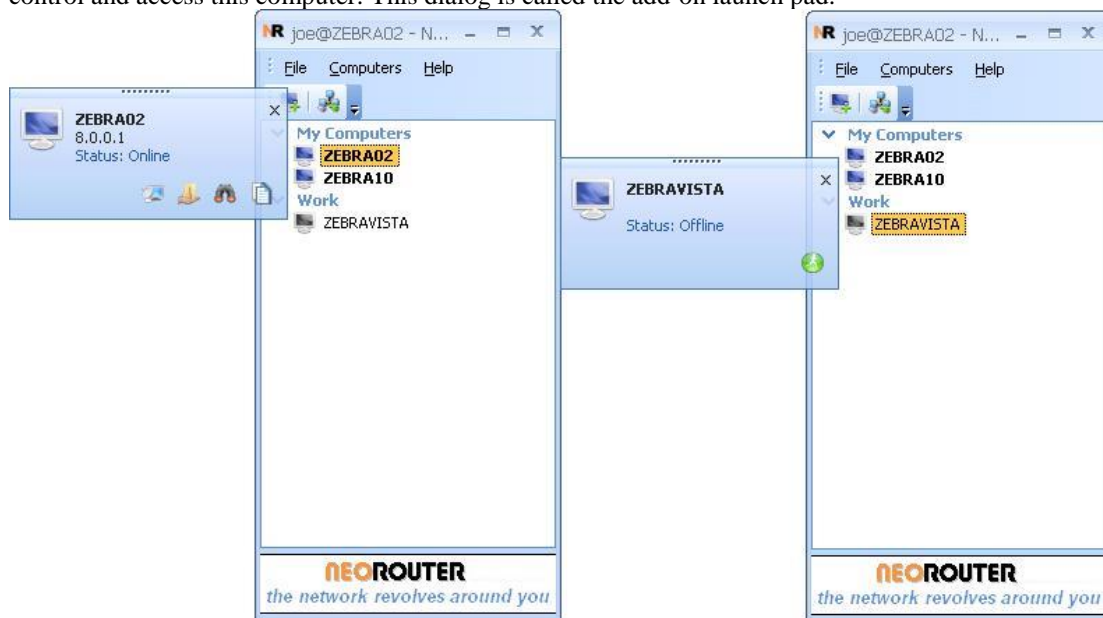 control and access this computer. This dialog is called the add-on launch pad.
NR joe@ZEBRA02 - N...
File Computers Help
ZEBRA02
8.0.0.1
Status: Online
My Computers
ZEBRA02
ZEBRA10
Work
ZEBRAVISTA
NEOROUTER
the network revolves around you
NR joe@ZEBRA02 - N...
File Computers Help
ZEBRAVISTA
Status: Offline
My Computers
ZEBRA02
ZEBRA10
Work
ZEBRAVISTA
NEOROUTER
the network revolves around you